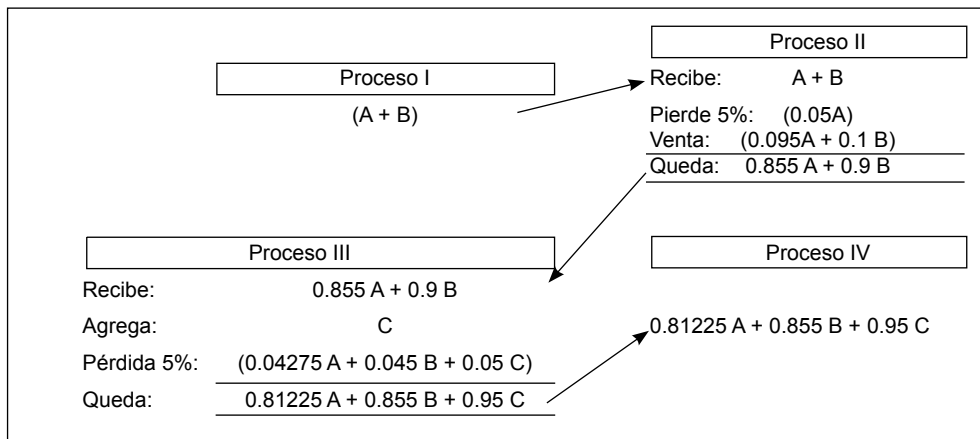 Proceso I
(A + B)
Proceso II
Recibe: A + B
Pierde 5%: (0.05A)
Venta: (0.095A + 0.1 B)
Queda: 0.855 A + 0.9 B
Proceso III
Recibe: 0.855 A + 0.9 B
Agrega: C
Pérdida 5%: (0.04275 A + 0.045 B + 0.05 C)
Queda: 0.81225 A + 0.855 B + 0.95 C
Proceso IV
0.81225 A + 0.855 B + 0.95 C